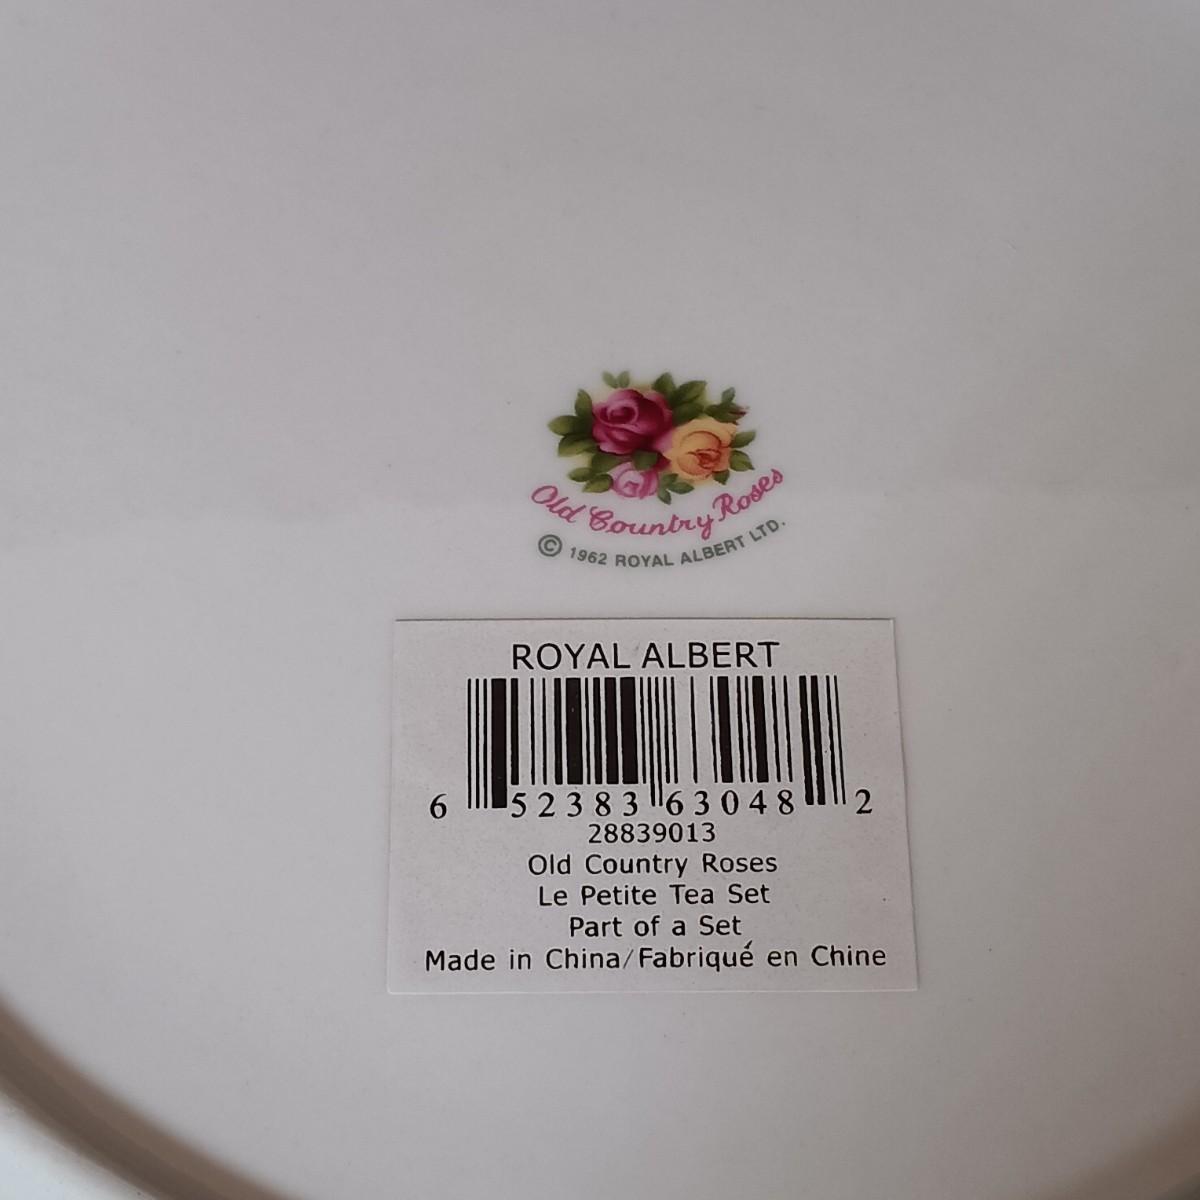 Old Country Roses
© 1962 ROYAL ALBERT LTD.
ROYAL ALBERT
6 52383 63048 2
28839013
Old Country Roses
Le Petite Tea Set
Part of a Set
Made in China/Fabriqué en Chine